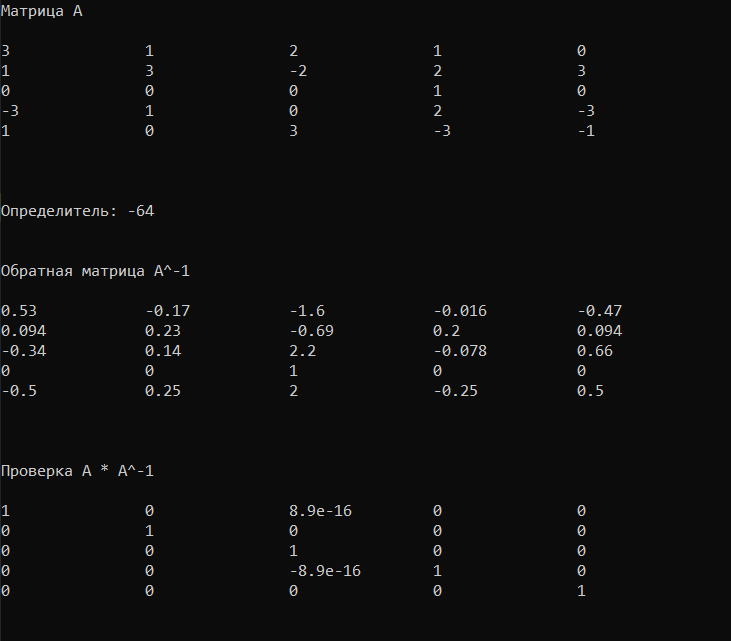 Матрица A
3 1 2 1 0
1 3 -2 2 3
0 0 0 1 0
-3 1 0 2 -3
1 0 3 -3 -1
Определитель: -64
Обратная матрица A^-1
0.53 -0.17 -1.6 -0.016 -0.47
0.094 0.23 -0.69 0.2 0.094
-0.34 0.14 2.2 -0.078 0.66
0 0 1 0 0
-0.5 0.25 2 -0.25 0.5
Проверка A * A^-1
1 0 8.9e-16 0 0
0 1 0 0 0
0 0 1 0 0
0 0 -8.9e-16 1 0
0 0 0 0 1